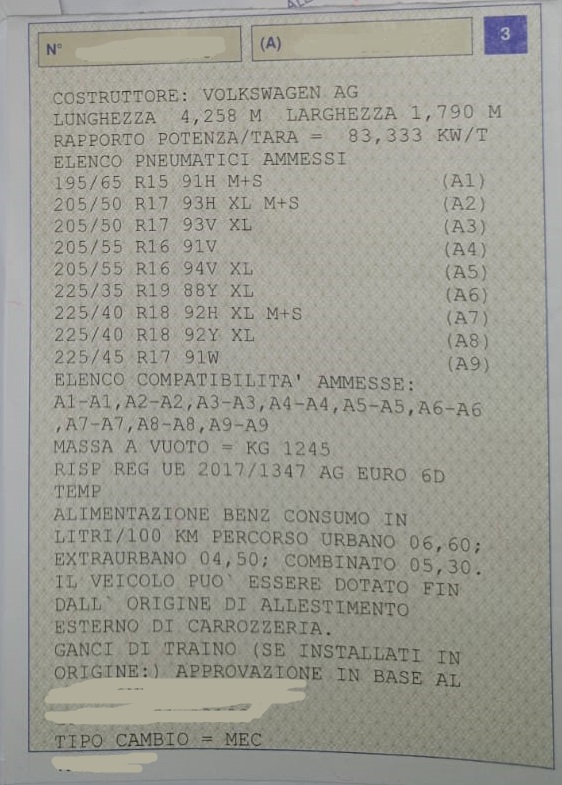 N°
(A)
3
COSTRUTTORE: VOLKSWAGEN AG
LUNGHEZZA 4,258 M LARGHEZZA 1,790 M
RAPPORTO POTENZA/TARA = 83,333 KW/T
ELENCO PNEUMATICI AMMESSI
195/65 R15 91H M+S (A1)
205/50 R17 93H XL M+S (A2)
205/50 R17 93V XL (A3)
205/55 R16 91V (A4)
205/55 R16 94V XL (A5)
225/35 R19 88Y XL (A6)
225/40 R18 92H XL M+S (A7)
225/40 R18 92Y XL (A8)
225/45 R17 91W (A9)
ELENCO COMPATIBILITA' AMMESSE:
A1-A1,A2-A2,A3-A3,A4-A4,A5-A5,A6-A6
,A7-A7,A8-A8,A9-A9
MASSA A VUOTO = KG 1245
RISP REG UE 2017/1347 AG EURO 6D
TEMP
ALIMENTAZIONE BENZ CONSUMO IN
LITRI/100 KM PERCORSO URBANO 06,60;
EXTRAURBANO 04,50; COMBINATO 05,30.
IL VEICOLO PUO` ESSERE DOTATO FIN
DALL` ORIGINE DI ALLESTIMENTO
ESTERNO DI CARROZZERIA.
GANCI DI TRAINO (SE INSTALLATI IN
ORIGINE:) APPROVAZIONE IN BASE AL
TIPO CAMBIO = MEC